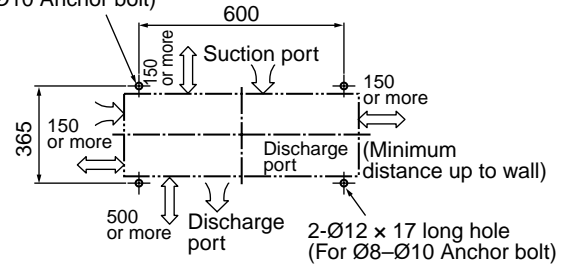 Ø10 Anchor bolt)
600
150
or more
Suction port
150
or more
365
150
or more
Discharge
port
(Minimum
distance up to wall)
500
or more
Discharge
port
2-Ø12 × 17 long hole
(For Ø8–Ø10 Anchor bolt)